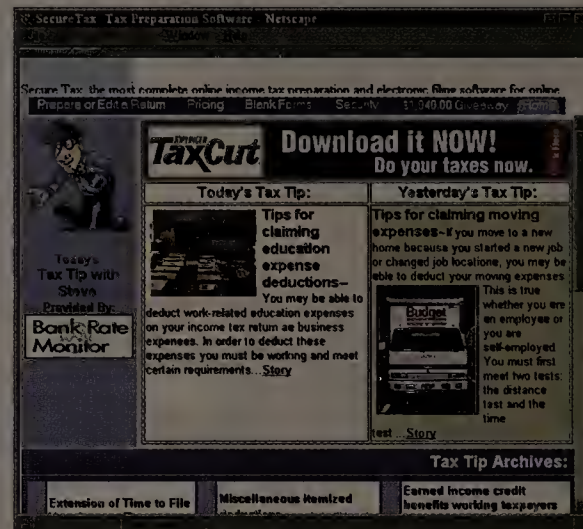 SecureTax Tax Preparation Software - Netscape
Window Help
Secure Tax the most complete online income tax preparation and electronic filing software for online
Prepare or Edit a Return Pricing Blank Forms Security $1,040.00 Giveaway Home
KIPLINGER
TaxCut
Download it NOW!
Do your taxes now.
Today's
Tax Tip with
Steve
Provided By:
Bank Rate
Monitor
Today's Tax Tip:
Tips for
claiming
education
expense
deductions–
You may be able to
deduct work-related education expenses
on your income tax return as business
expenses. In order to deduct these
expenses you must be working and meet
certain requirements...Story
Yesterday's Tax Tip:
Tips for claiming moving
expenses–If you move to a new
home because you started a new job
or changed job locations, you may be
able to deduct your moving expenses
Budget
This is true
whether you are
an employee or
you are
self-employed
You must first
meet two tests:
the distance
test and the
time
test ...Story
Tax Tip Archives:
Extension of Time to File
Miscellaneous itemized
deductions
Earned income credit
benefits working taxpayers